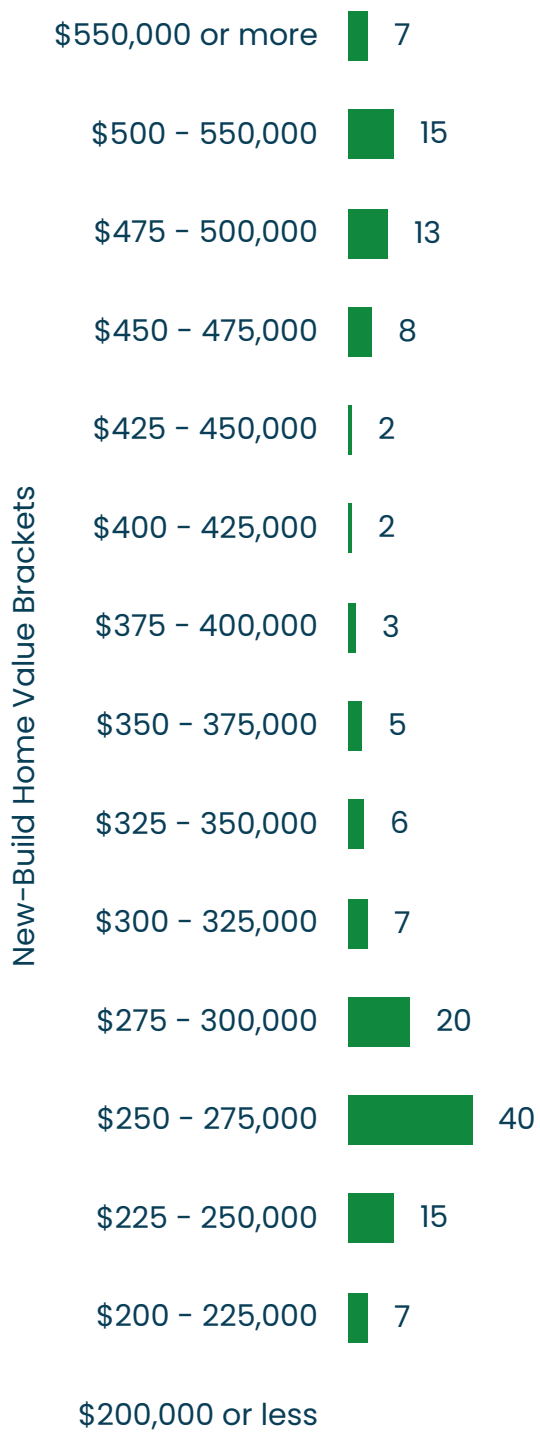 $550,000 or more 7
$500 - 550,000 15
$475 - 500,000 13
$450 - 475,000 8
$425 - 450,000 2
$400 - 425,000 2
$375 - 400,000 3
$350 - 375,000 5
$325 - 350,000 6
$300 - 325,000 7
$275 - 300,000 20
$250 - 275,000 40
$225 - 250,000 15
$200 - 225,000 7
$200,000 or less
New-Build Home Value Brackets